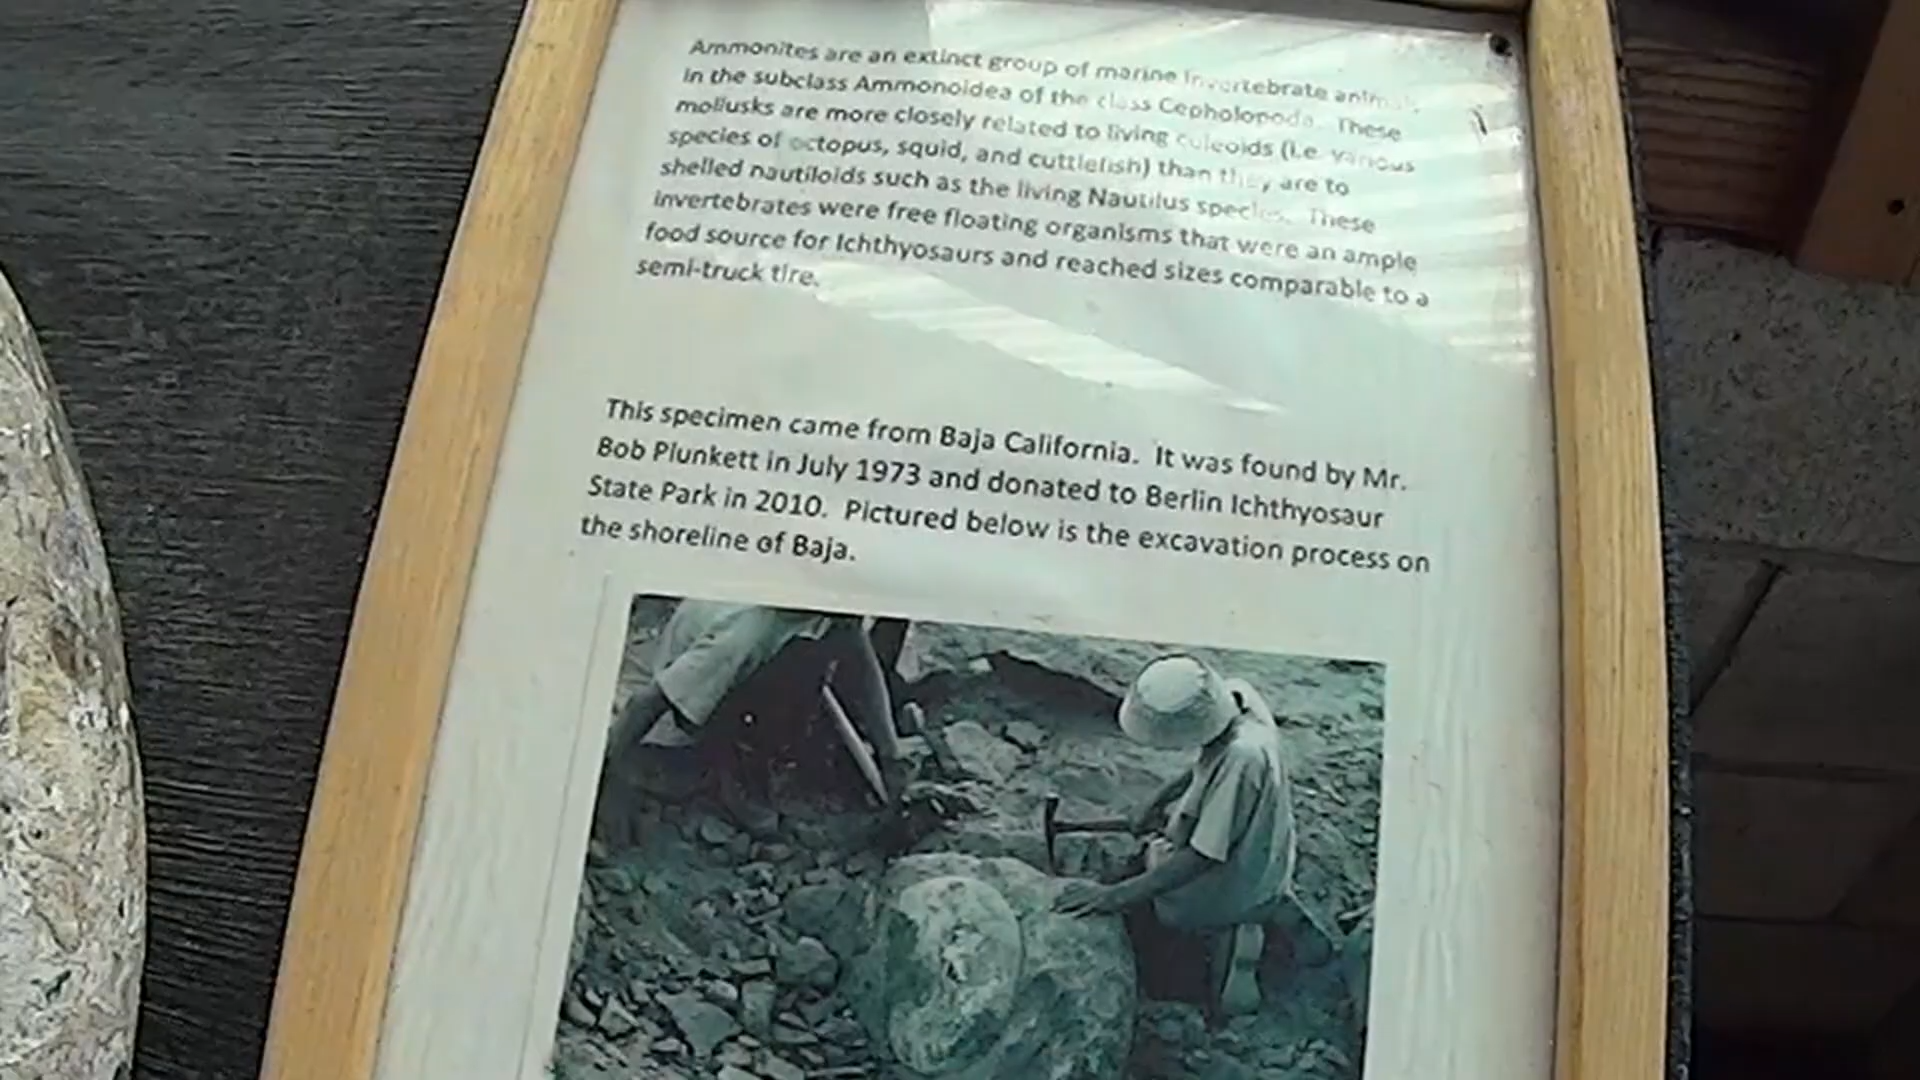 Ammonites are an extinct group of marine invertebrate animals
in the subclass Ammonoidea of the class Cepholopoda. These
mollusks are more closely related to living culeoids (i.e. various
species of octopus, squid, and cuttlefish) than they are to
shelled nautiloids such as the living Nautilus species. These
invertebrates were free floating organisms that were an ample
food source for Ichthyosaurs and reached sizes comparable to a
semi-truck tire.
This specimen came from Baja California. It was found by Mr.
Bob Plunkett in July 1973 and donated to Berlin Ichthyosaur
State Park in 2010. Pictured below is the excavation process on
the shoreline of Baja.